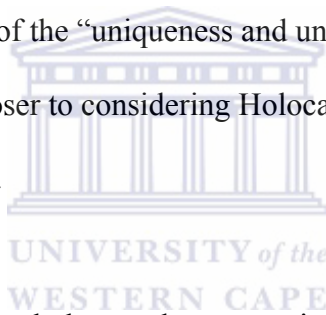 of the “uniqueness and un
oser to considering Holoca
UNIVERSITY of the
WESTERN CAPE